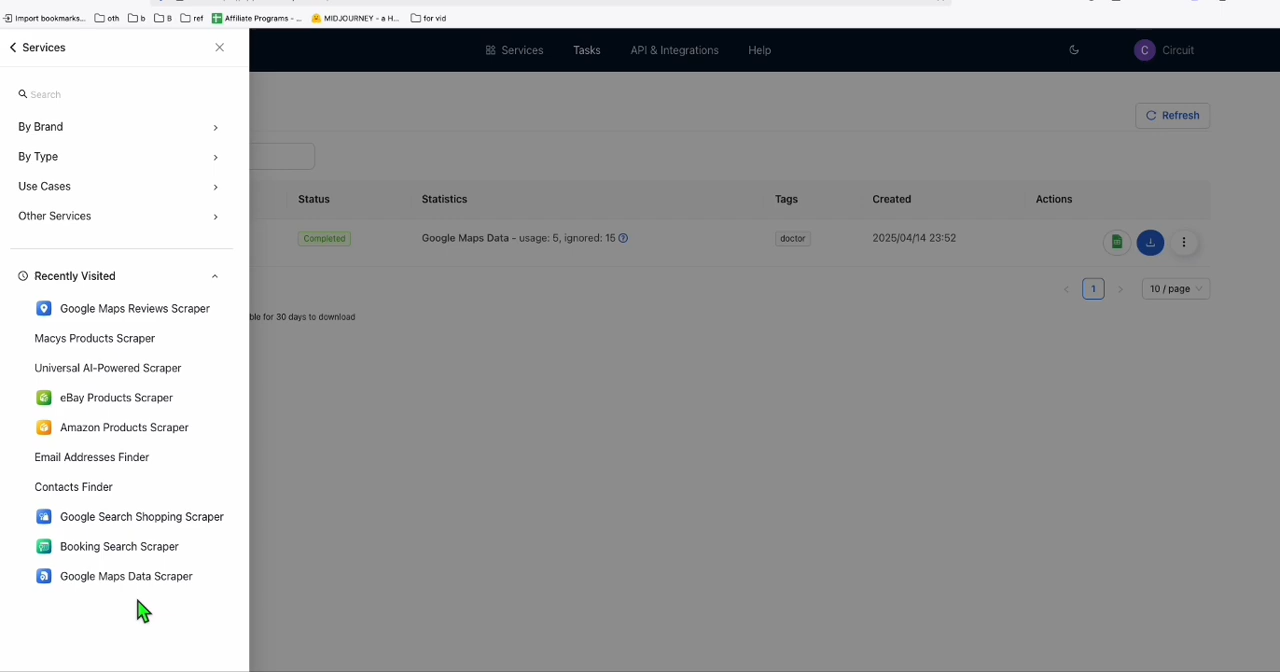 Import bookmarks... oth b B ref Affiliate Programs - ... MIDJOURNEY - a H... for vid
Services
Services Tasks API & Integrations Help C Circuit
Search
Refresh
By Brand
By Type
Use Cases
Other Services
Status Statistics Tags Created Actions
Completed Google Maps Data - usage: 5, ignored: 15 doctor 2025/04/14 23:52
Recently Visited
1 10 / page
Google Maps Reviews Scraper
ble for 30 days to download
Macys Products Scraper
Universal AI-Powered Scraper
eBay Products Scraper
Amazon Products Scraper
Email Addresses Finder
Contacts Finder
Google Search Shopping Scraper
Booking Search Scraper
Google Maps Data Scraper